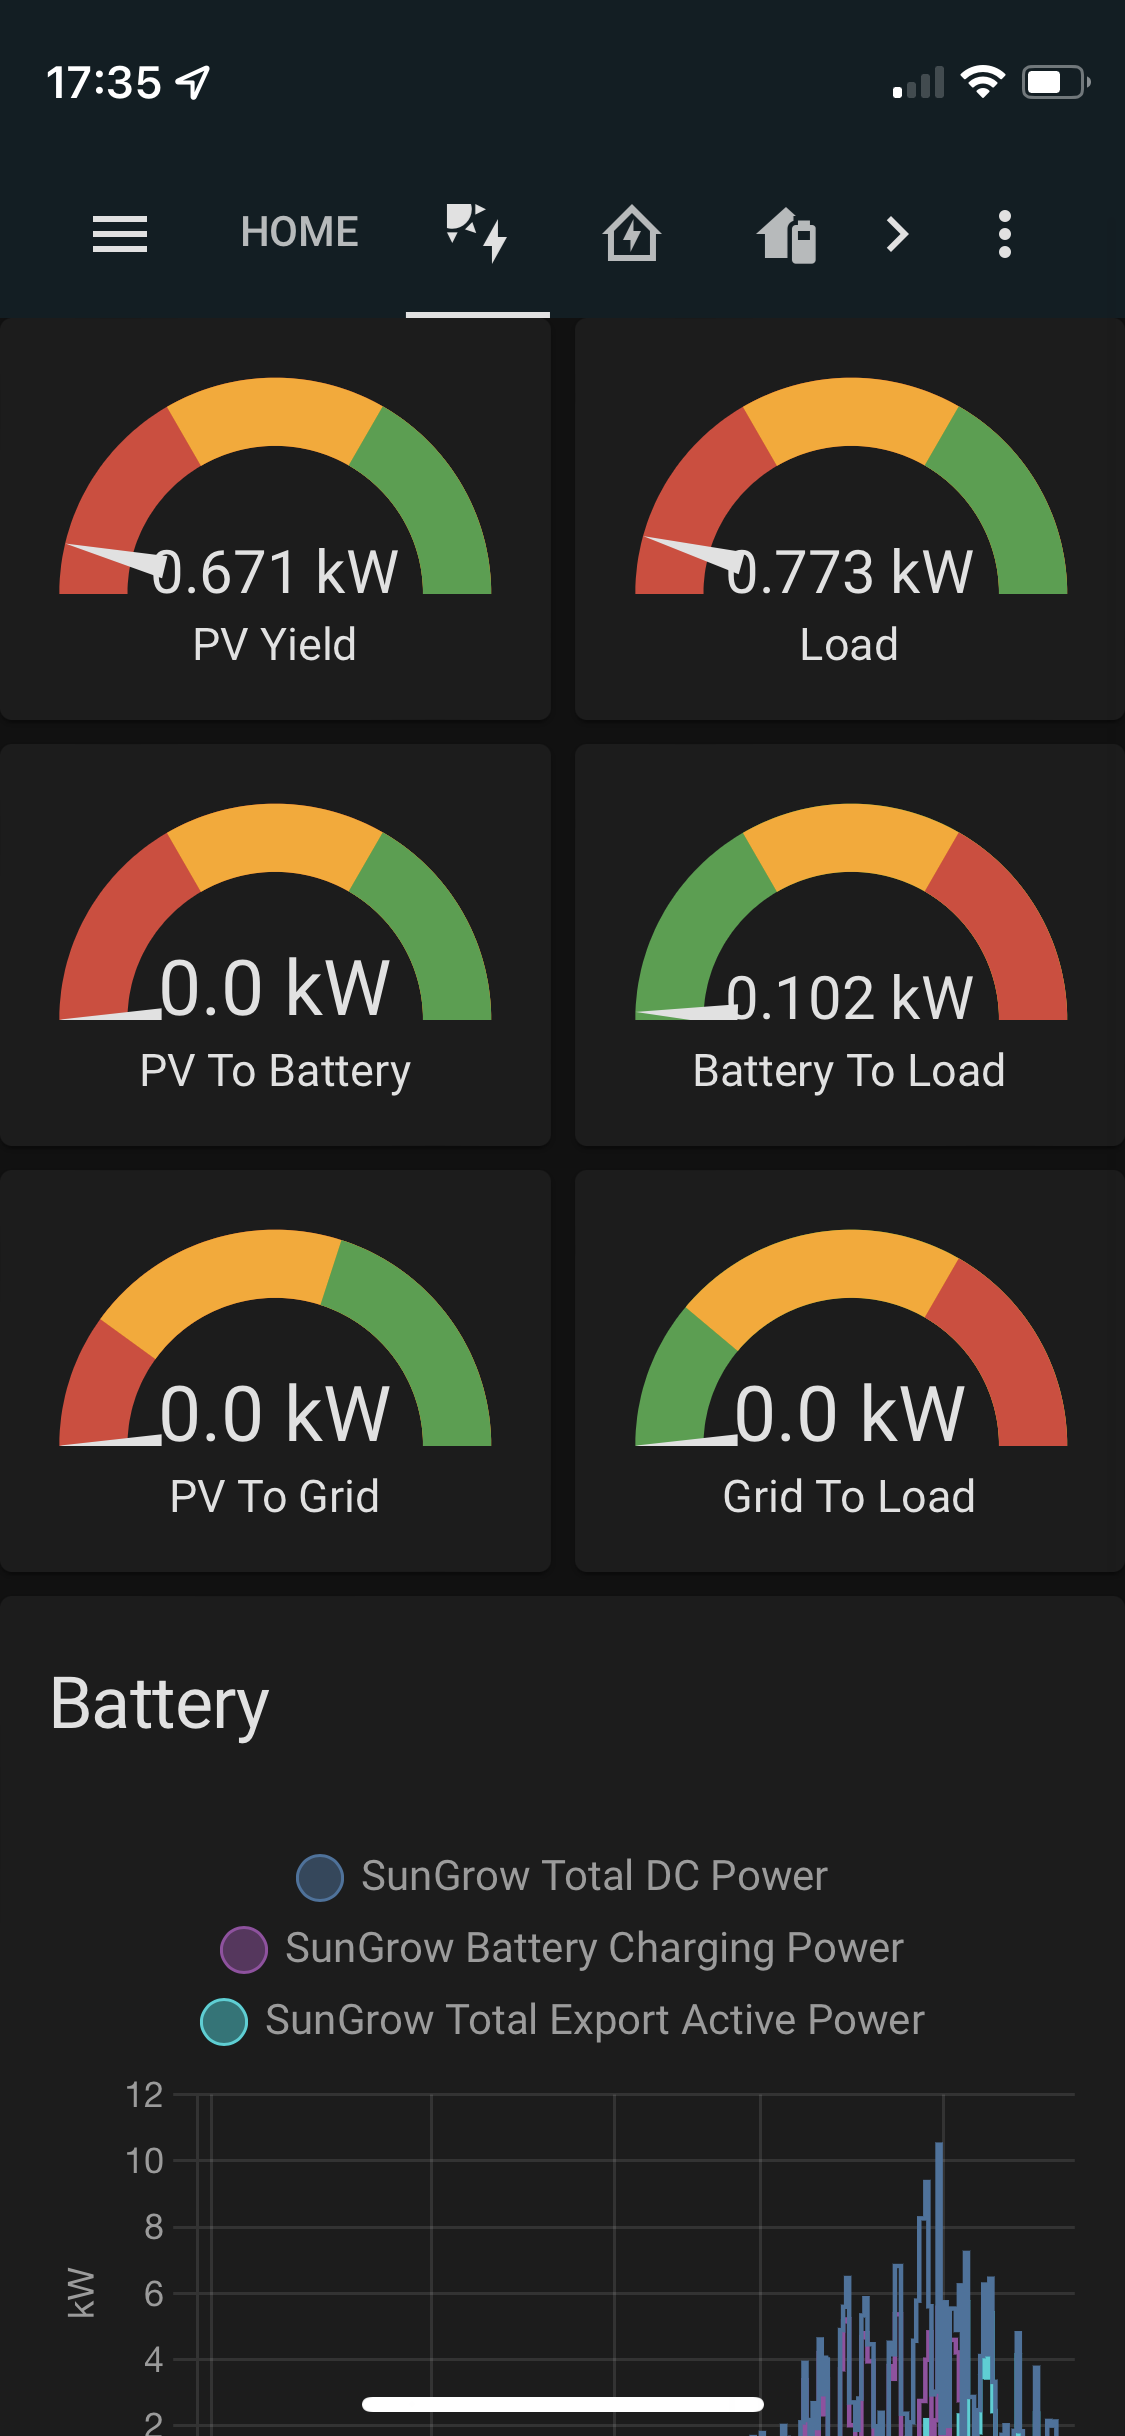 17:35
HOME
0.671 kW
PV Yield
0.773 kW
Load
0.0 kW
PV To Battery
0.102 kW
Battery To Load
0.0 kW
PV To Grid
0.0 kW
Grid To Load
Battery
SunGrow Total DC Power
SunGrow Battery Charging Power
SunGrow Total Export Active Power
12
10
8
6
4
2
kW